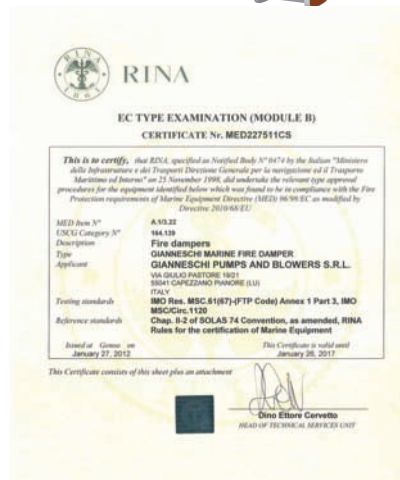 RINA
RINA
1861
EC TYPE EXAMINATION (MODULE B)
CERTIFICATE Nr. MED227511CS
This is to certify, that RINA, specified as Notified Body N° 0474 by the Italian "Ministero
delle Infrastrutture e dei Trasporti Direzione Generale per la navigazione ed il Trasporto
Marittimo ed Interno" on 25 November 1998, did undertake the relevant type approval
procedures for the equipment identified below which was found to be in compliance with the Fire
Protection requirements of Marine Equipment Directive (MED) 96/98/EC as modified by
Directive 2010/68/EU
MED Item N° A.1/3.22
USCG Category N° 164.139
Description Fire dampers
Type GIANNESCHI MARINE FIRE DAMPER
Applicant GIANNESCHI PUMPS AND BLOWERS S.R.L.
VIA GIULIO PASTORE 19/21
55041 CAPEZZANO PIANORE (LU)
ITALY
Testing standards IMO Res. MSC.61(67)-(FTP Code) Annex 1 Part 3, IMO
MSC/Circ.1120
Reference standards Chap. II-2 of SOLAS 74 Convention, as amended, RINA
Rules for the certification of Marine Equipment
Issued at Genoa on This Certificate is valid until
January 27, 2012 January 26, 2017
This Certificate consists of this sheet plus an attachment
Dino Ettore Cervetto
HEAD OF TECHNICAL SERVICES UNIT